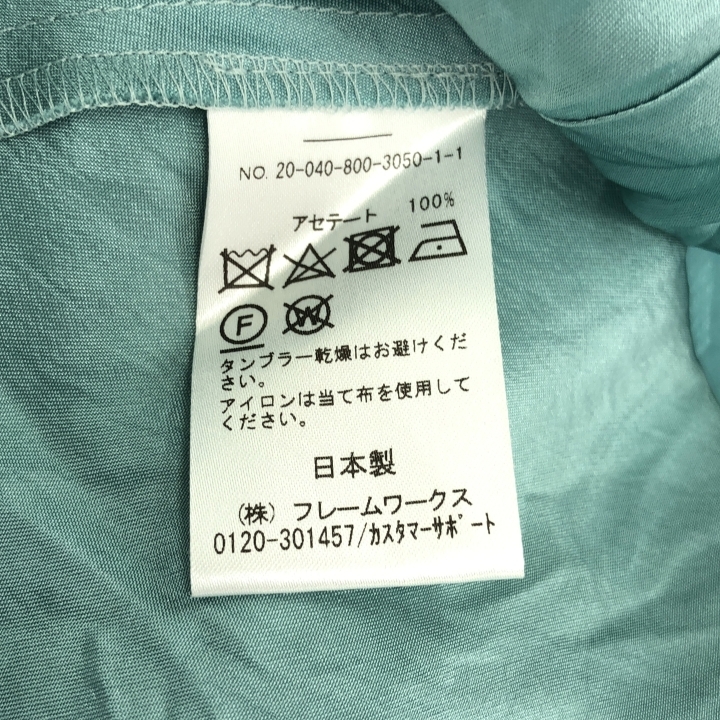 NO. 20-040-800-3050-1-1
アセテート 100%
F W
タンブラー乾燥はお避けくだ
さい。
アイロンは当て布を使用して
ください。
日本製
(株) フレームワークス
0120-301457/ｶｽﾀﾏｰｻﾎﾟｰﾄ